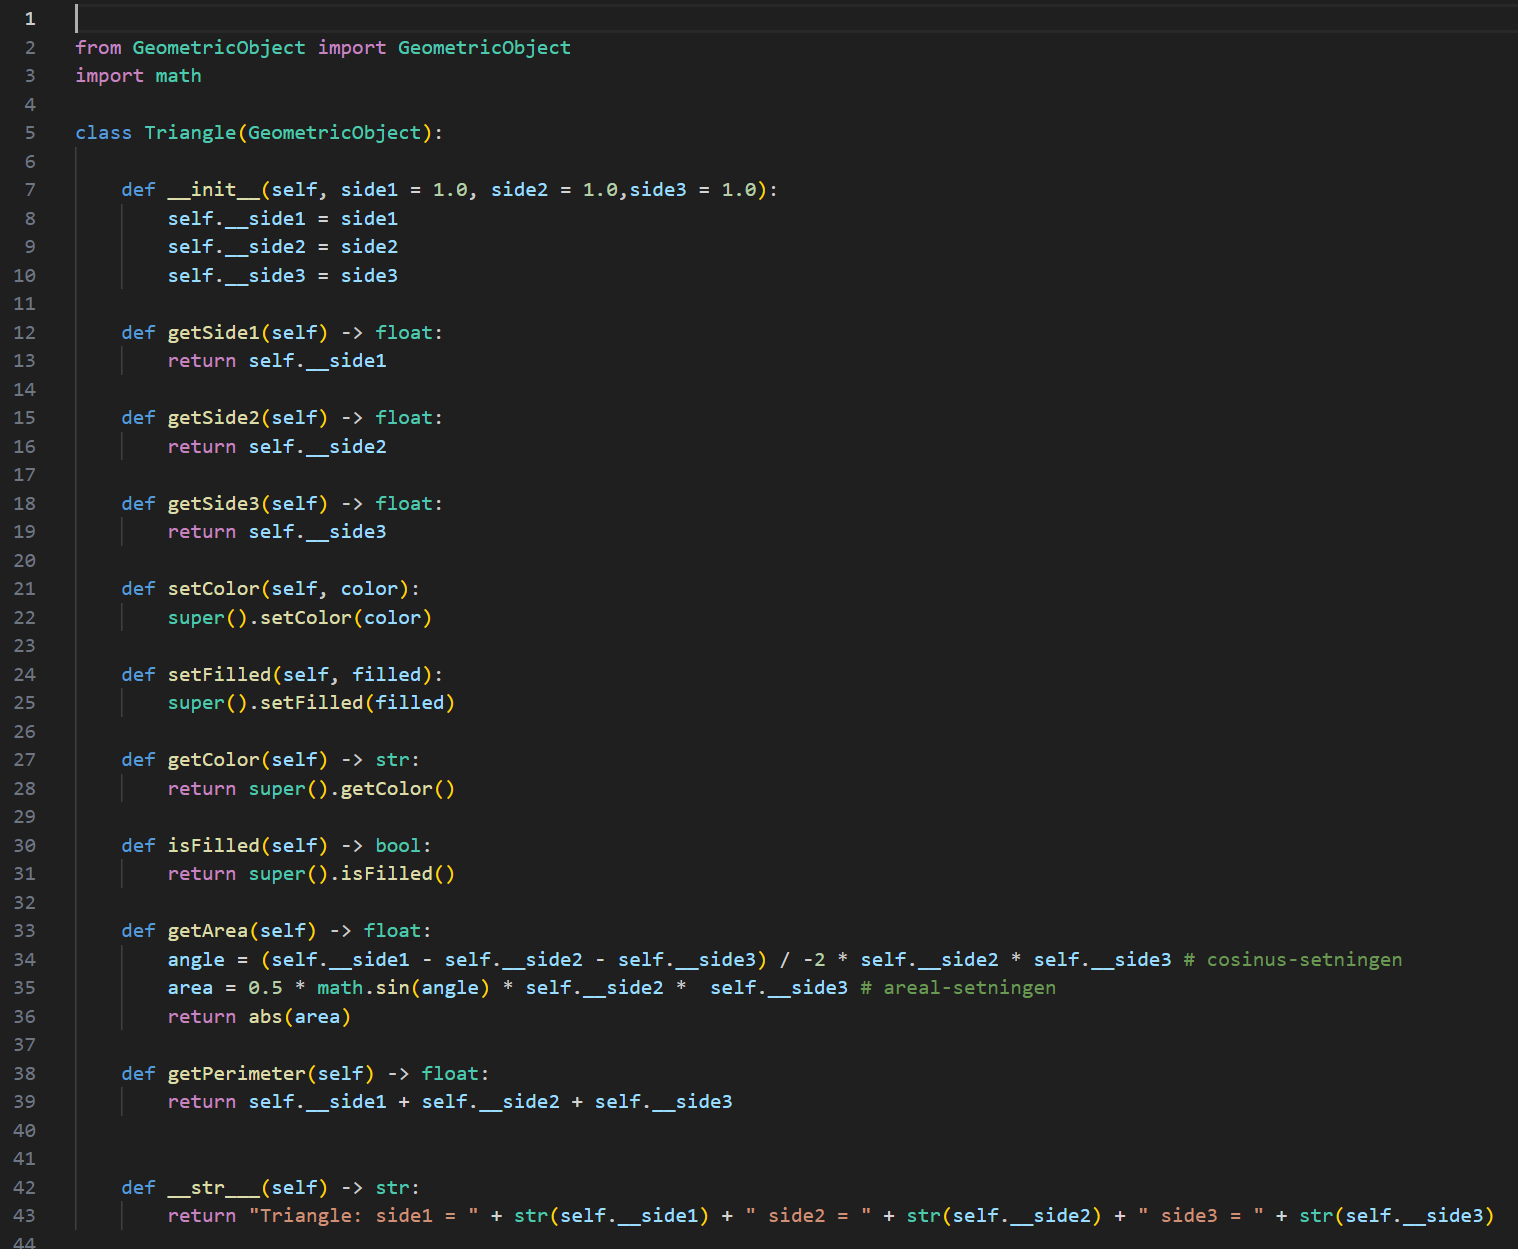 1
2 from GeometricObject import GeometricObject
3 import math
4
5 class Triangle(GeometricObject):
6
7     def __init__(self, side1 = 1.0, side2 = 1.0,side3 = 1.0):
8         self.__side1 = side1
9         self.__side2 = side2
10         self.__side3 = side3
11
12     def getSide1(self) -> float:
13         return self.__side1
14
15     def getSide2(self) -> float:
16         return self.__side2
17
18     def getSide3(self) -> float:
19         return self.__side3
20
21     def setColor(self, color):
22         super().setColor(color)
23
24     def setFilled(self, filled):
25         super().setFilled(filled)
26
27     def getColor(self) -> str:
28         return super().getColor()
29
30     def isFilled(self) -> bool:
31         return super().isFilled()
32
33     def getArea(self) -> float:
34         angle = (self.__side1 - self.__side2 - self.__side3) / -2 * self.__side2 * self.__side3 # cosinus-setningen
35         area = 0.5 * math.sin(angle) * self.__side2 *  self.__side3 # areal-setningen
36         return abs(area)
37
38     def getPerimeter(self) -> float:
39         return self.__side1 + self.__side2 + self.__side3
40
41
42     def __str___(self) -> str:
43         return "Triangle: side1 = " + str(self.__side1) + " side2 = " + str(self.__side2) + " side3 = " + str(self.__side3)
44